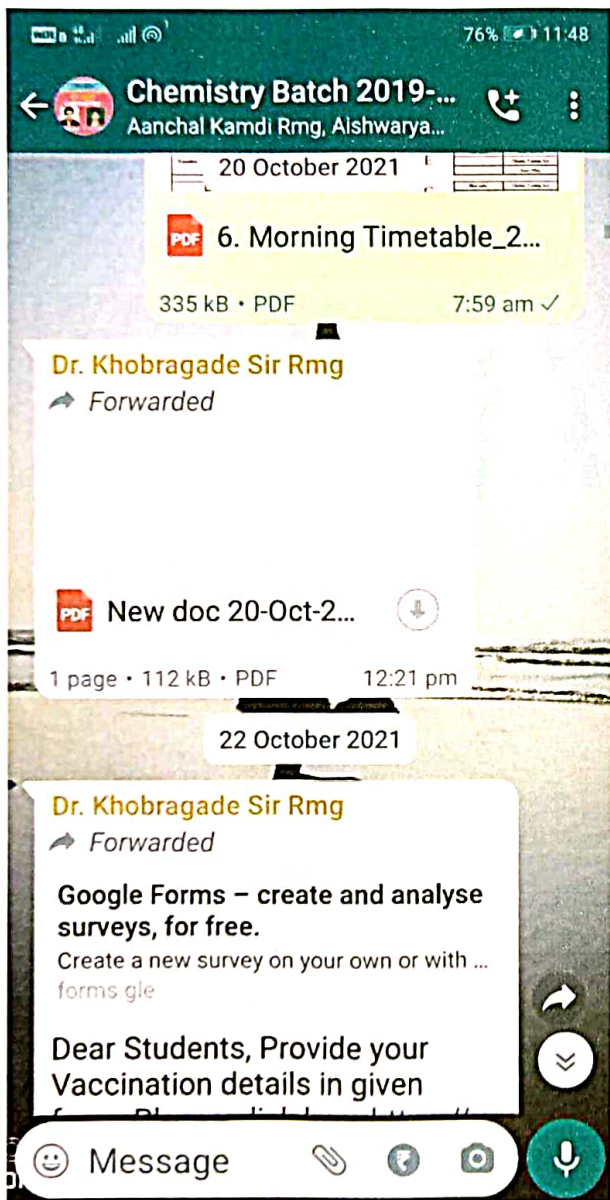 76% 11:48
Chemistry Batch 2019-...
Aanchal Kamdi Rmg, Aishwarya...
20 October 2021
PDF 6. Morning Timetable_2...
335 kB • PDF 7:59 am
Dr. Khobragade Sir Rmg
Forwarded
PDF New doc 20-Oct-2...
1 page • 112 kB • PDF 12:21 pm
22 October 2021
Dr. Khobragade Sir Rmg
Forwarded
Google Forms – create and analyse
surveys, for free.
Create a new survey on your own or with ...
forms.gle
Dear Students, Provide your
Vaccination details in given
Message